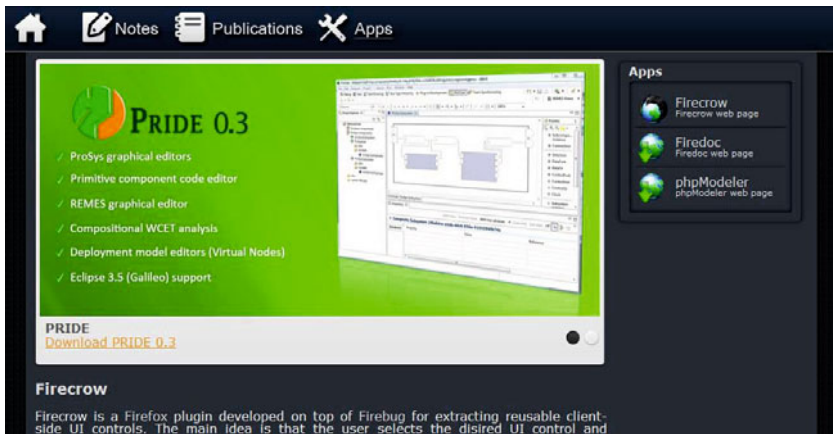 Notes
Publications
Apps
PRIDE 0.3
✓ ProSys graphical editors
✓ Primitive component code editor
✓ REMES graphical editor
✓ Compositional WCET analysis
✓ Deployment model editors (Virtual Nodes)
✓ Eclipse 3.5 (Galileo) support
PRIDE
Download PRIDE 0.3
Apps
Firecrow
Firecrow web page
Firedoc
Firedoc web page
phpModeler
phpModeler web page
Firecrow
Firecrow is a Firefox plugin developed on top of Firebug for extracting reusable client-
side UI controls. The main idea is that the user selects the disired UI control and